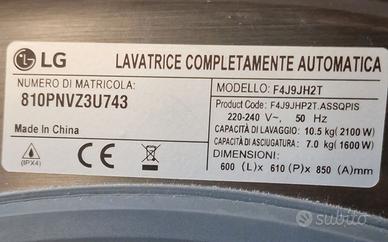 LG LAVATRICE COMPLETAMENTE AUTOMATICA
NUMERO DI MATRICOLA:
810PNVZ3U743
Made in China
(IPX4)
MODELLO: F4J9JH2T
Product Code: F4J9JHP2T.ASSQPIS
220-240 V~, 50 Hz
CAPACITÀ DI LAVAGGIO: 10.5 kg (2100 W)
CAPACITÀ DI ASCIUGATURA: 7.0 kg (1600 W)
DIMENSIONI:
600 (L)x 610 (P)x 850 (A)mm
subito